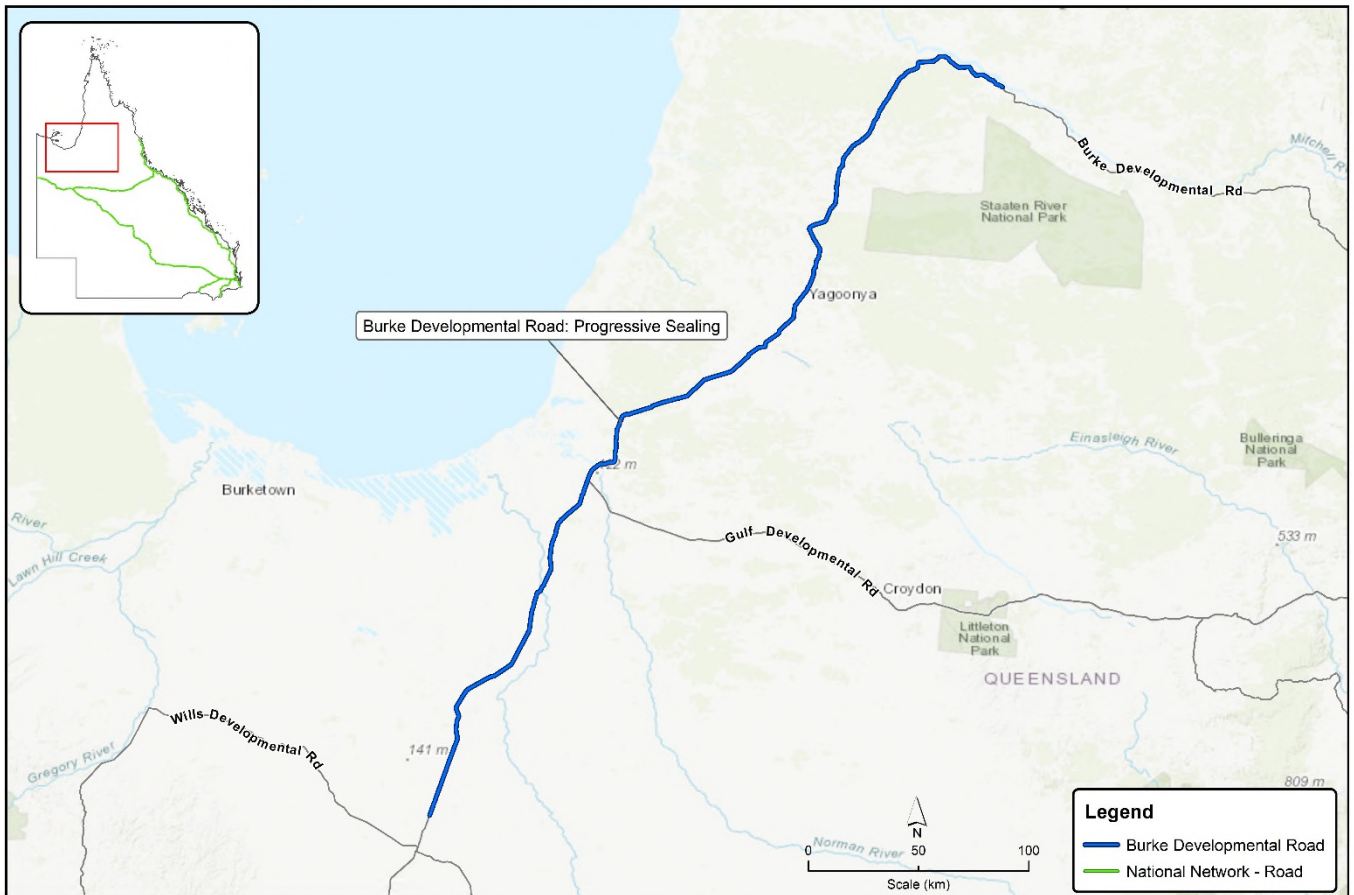 Burke Developmental Rd
Mitchell R
Staaten River
National Park
Yagoonya
Burke Developmental Road: Progressive Sealing
Einasleigh River
Bulleringa
National
Park
22 m
Burketown
River
Lawn Hill Creek
Gulf Developmental Rd
533 m
Croydon
Littleton
National
Park
QUEENSLAND
Wills Developmental Rd
141 m
Gregory River
809 m
Norman River
N
0 50 100
Scale (km)
Legend
Burke Developmental Road
National Network - Road